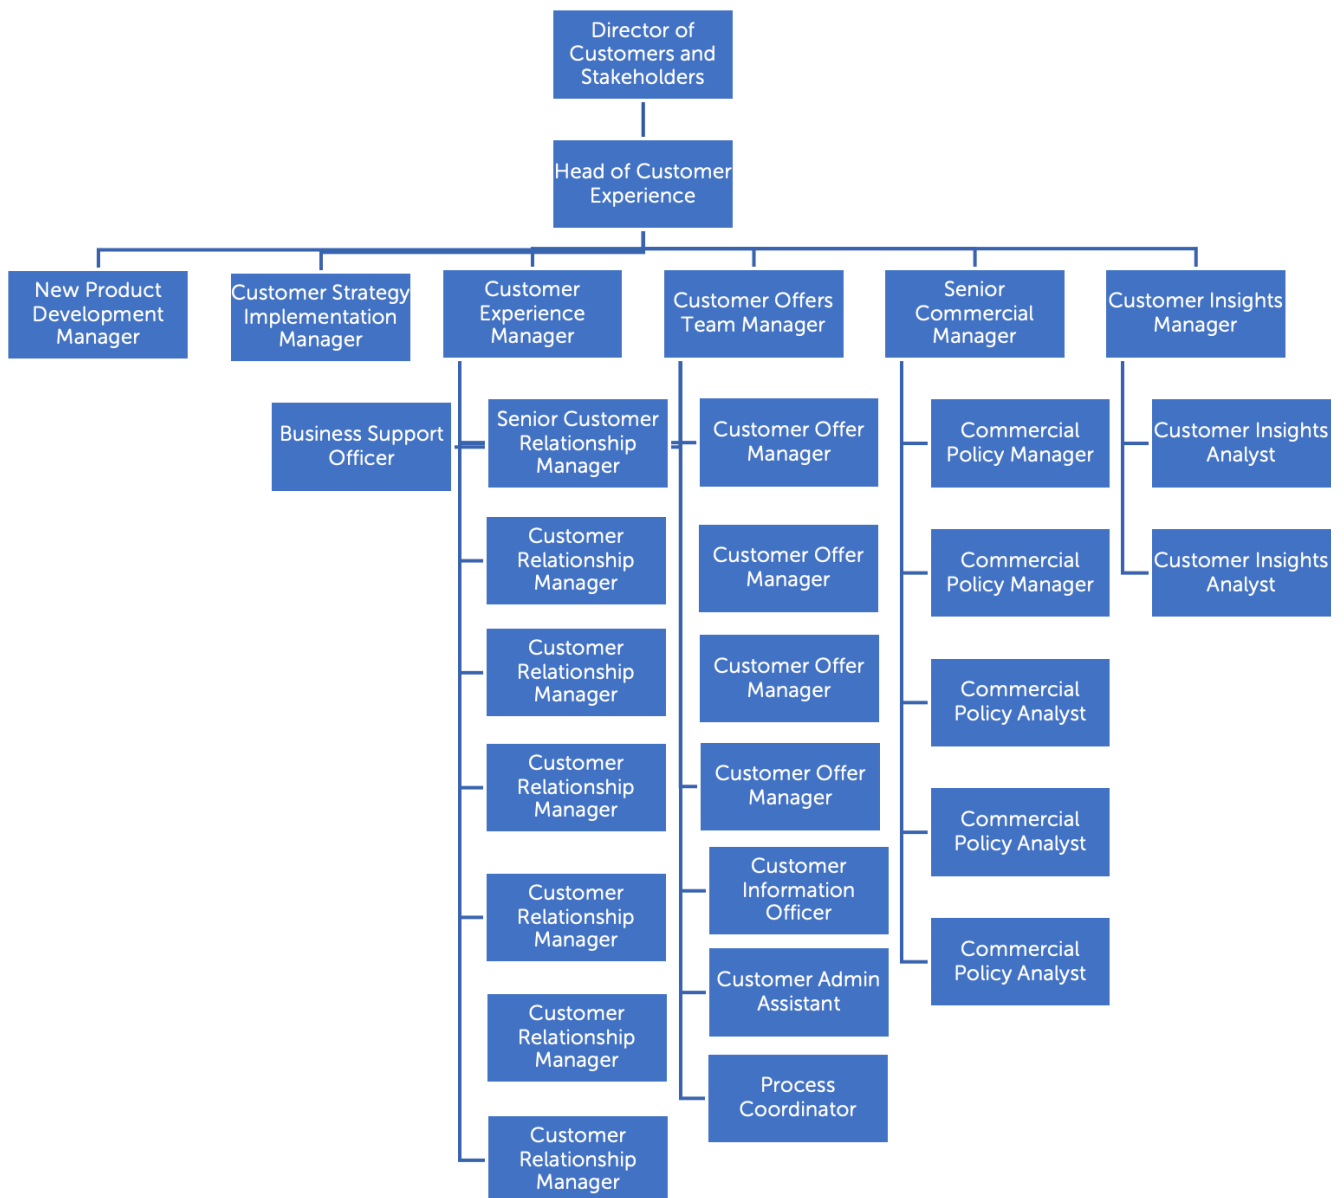 Director of
Customers and
Stakeholders
Head of Customer
Experience
New Product
Development
Manager
Customer Strategy
Implementation
Manager
Customer
Experience
Manager
Customer Offers
Team Manager
Senior
Commercial
Manager
Customer Insights
Manager
Business Support
Officer
Senior Customer
Relationship
Manager
Customer
Relationship
Manager
Customer
Relationship
Manager
Customer
Relationship
Manager
Customer
Relationship
Manager
Customer
Relationship
Manager
Customer
Relationship
Manager
Customer Offer
Manager
Customer Offer
Manager
Customer Offer
Manager
Customer Offer
Manager
Customer
Information
Officer
Customer Admin
Assistant
Process
Coordinator
Commercial
Policy Manager
Commercial
Policy Manager
Commercial
Policy Analyst
Commercial
Policy Analyst
Commercial
Policy Analyst
Customer Insights
Analyst
Customer Insights
Analyst